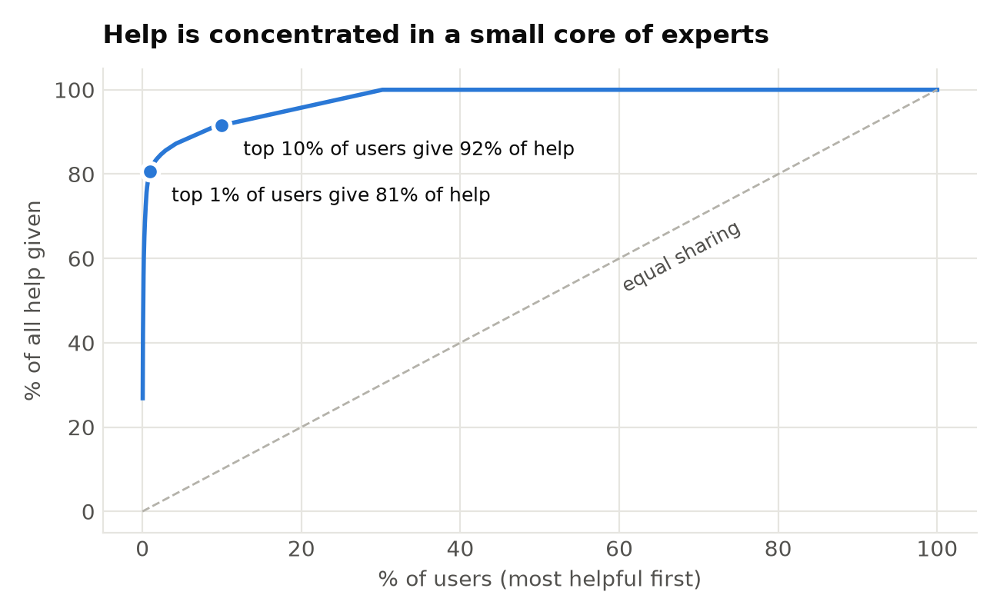 Help is concentrated in a small core of experts
100
80
60
40
20
0
% of all help given
top 10% of users give 92% of help
top 1% of users give 81% of help
equal sharing
0 20 40 60 80 100
% of users (most helpful first)